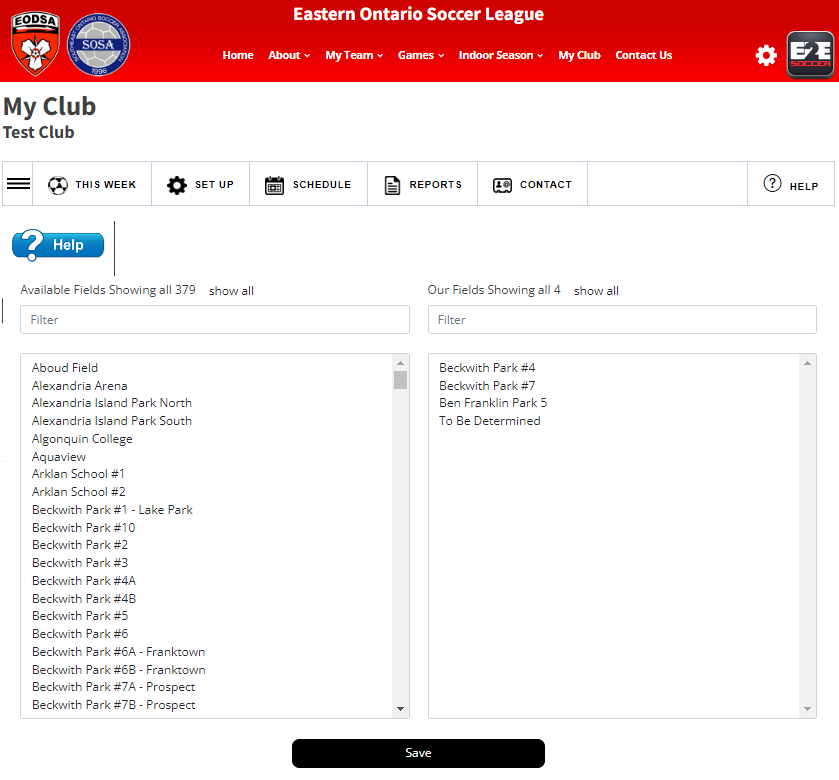 EODSA
SOSA
SOUTHEAST ONTARIO SOCCER ASSOCIATION
1996
Eastern Ontario Soccer League
Home About My Team Games Indoor Season My Club Contact Us
E2E
SOCCER
My Club
Test Club
THIS WEEK SET UP SCHEDULE REPORTS CONTACT HELP
? Help
Available Fields Showing all 379 show all
Filter
Aboud Field
Alexandria Arena
Alexandria Island Park North
Alexandria Island Park South
Algonquin College
Aquaview
Arklan School #1
Arklan School #2
Beckwith Park #1 - Lake Park
Beckwith Park #10
Beckwith Park #2
Beckwith Park #3
Beckwith Park #4A
Beckwith Park #4B
Beckwith Park #5
Beckwith Park #6
Beckwith Park #6A - Franktown
Beckwith Park #6B - Franktown
Beckwith Park #7A - Prospect
Beckwith Park #7B - Prospect
Our Fields Showing all 4 show all
Filter
Beckwith Park #4
Beckwith Park #7
Ben Franklin Park 5
To Be Determined
Save